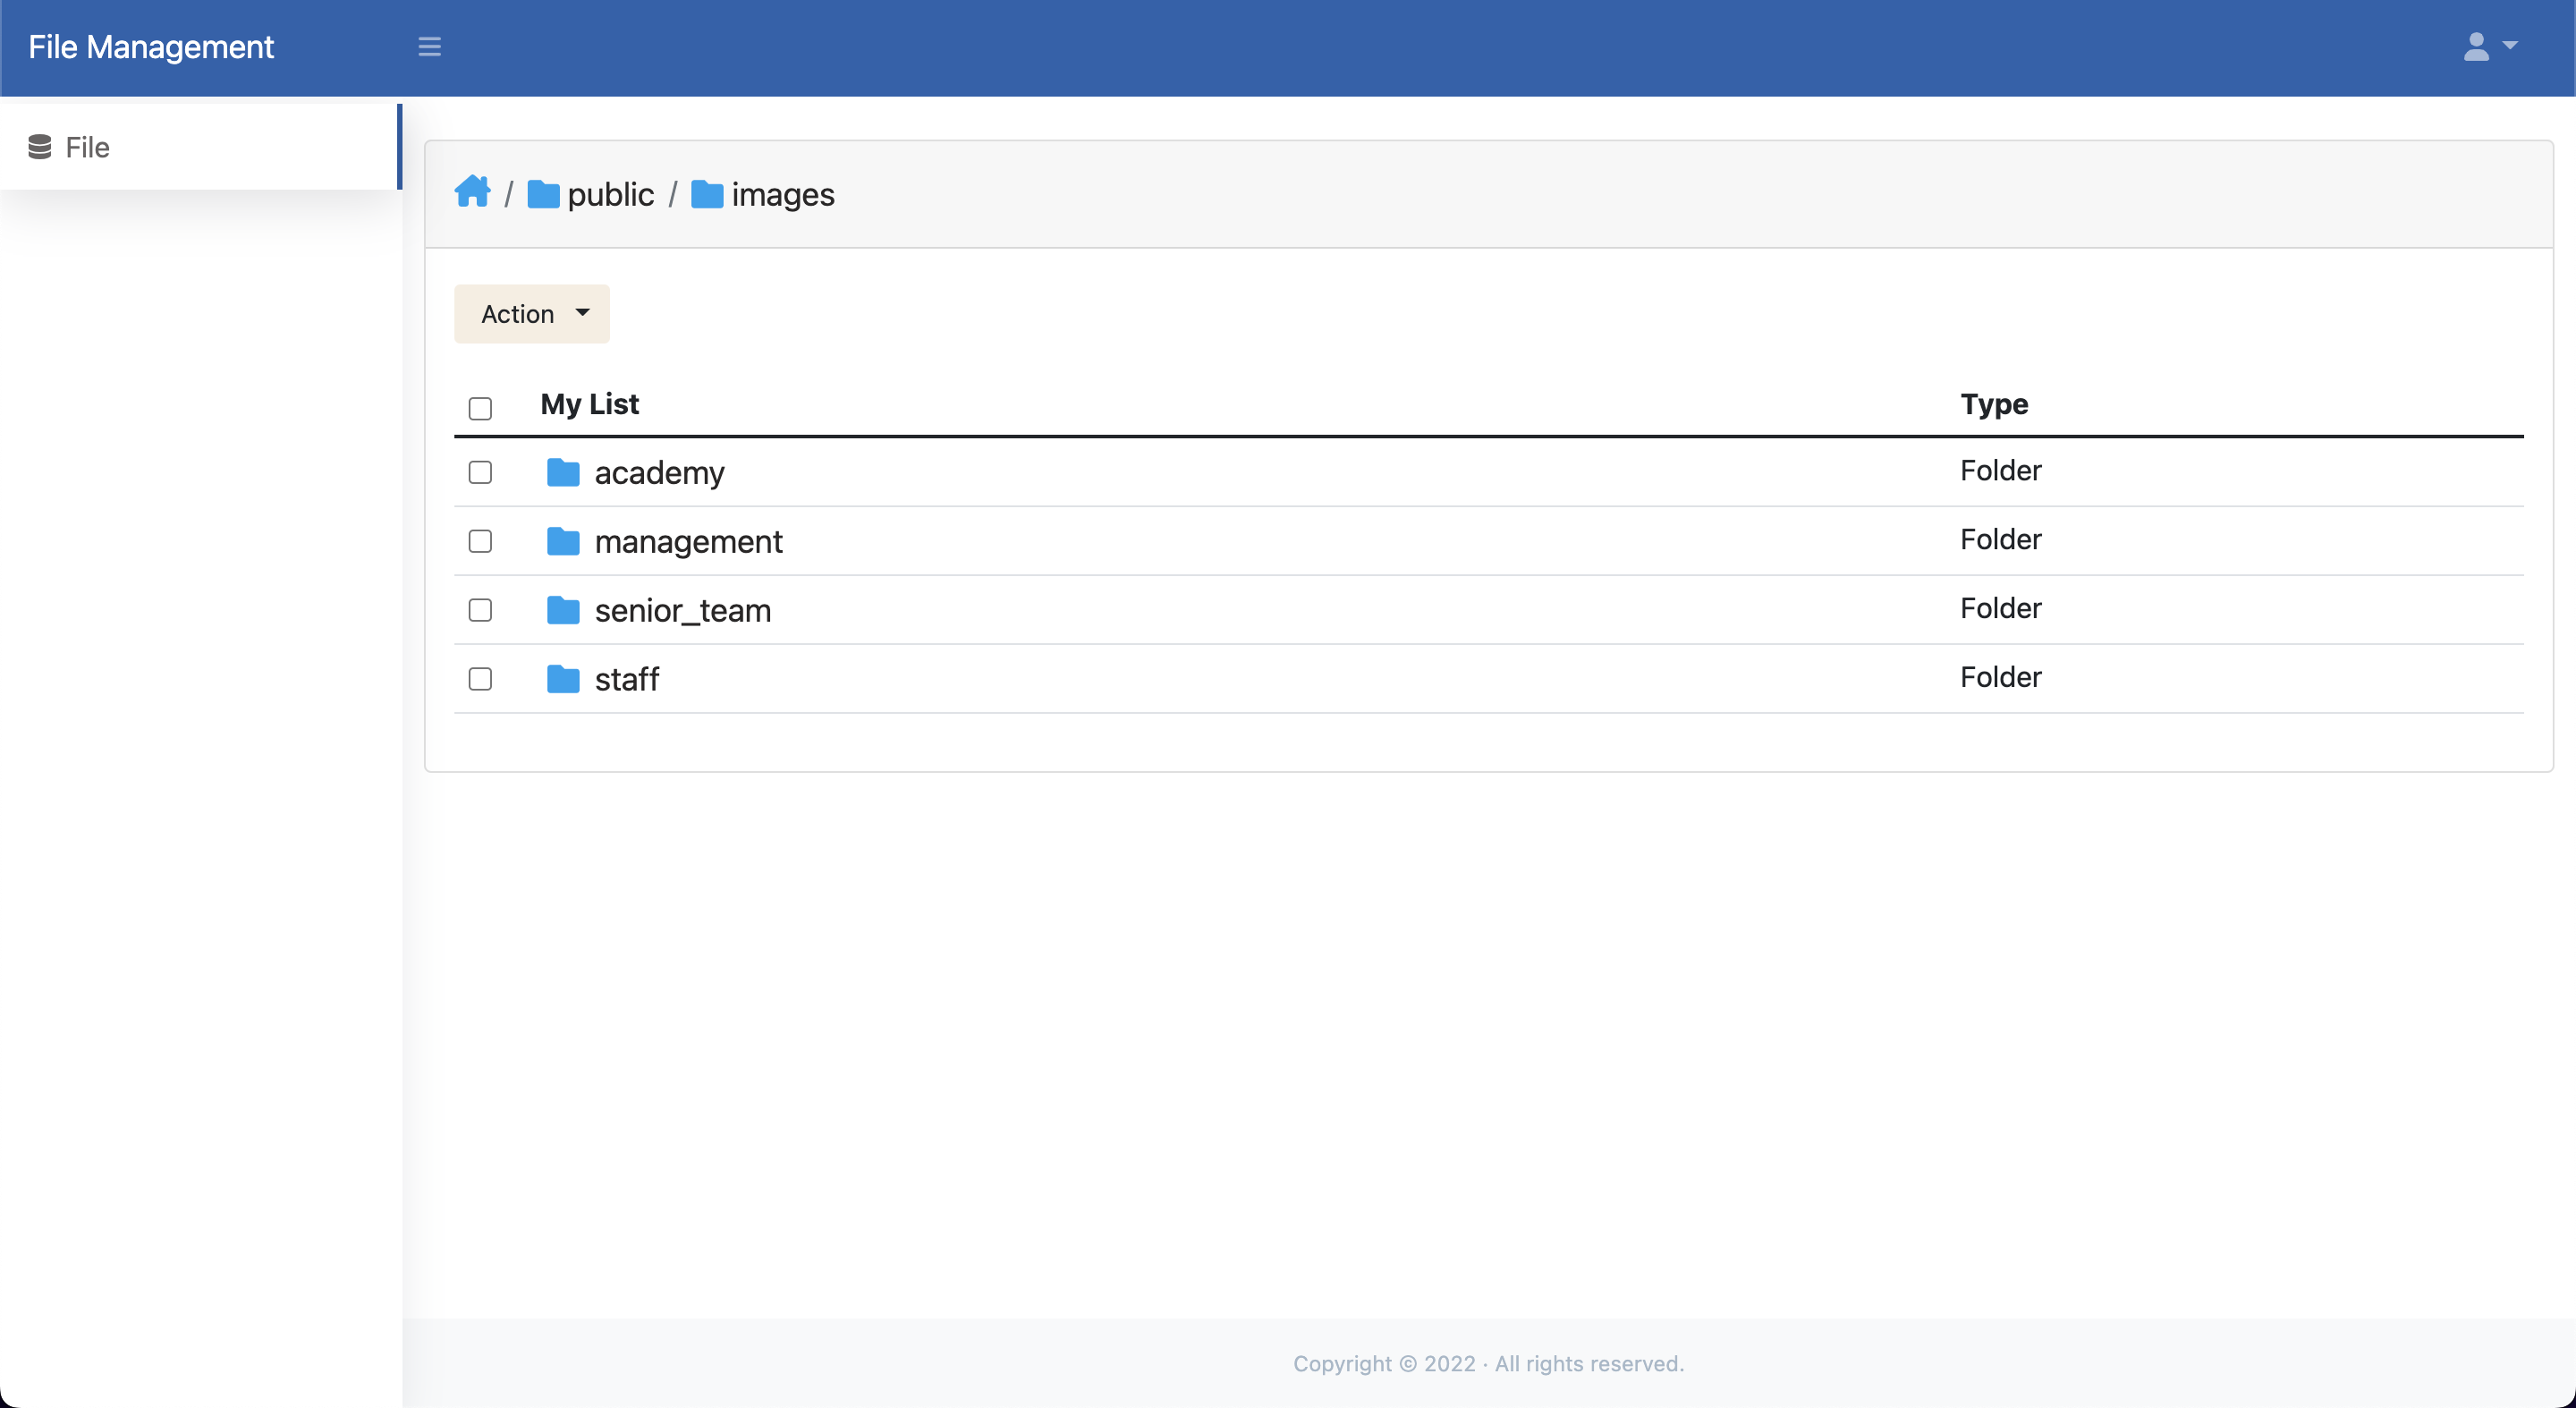 File Management
File
/ public / images
Action
My List Type
academy Folder
management Folder
senior_team Folder
staff Folder
Copyright © 2022 · All rights reserved.